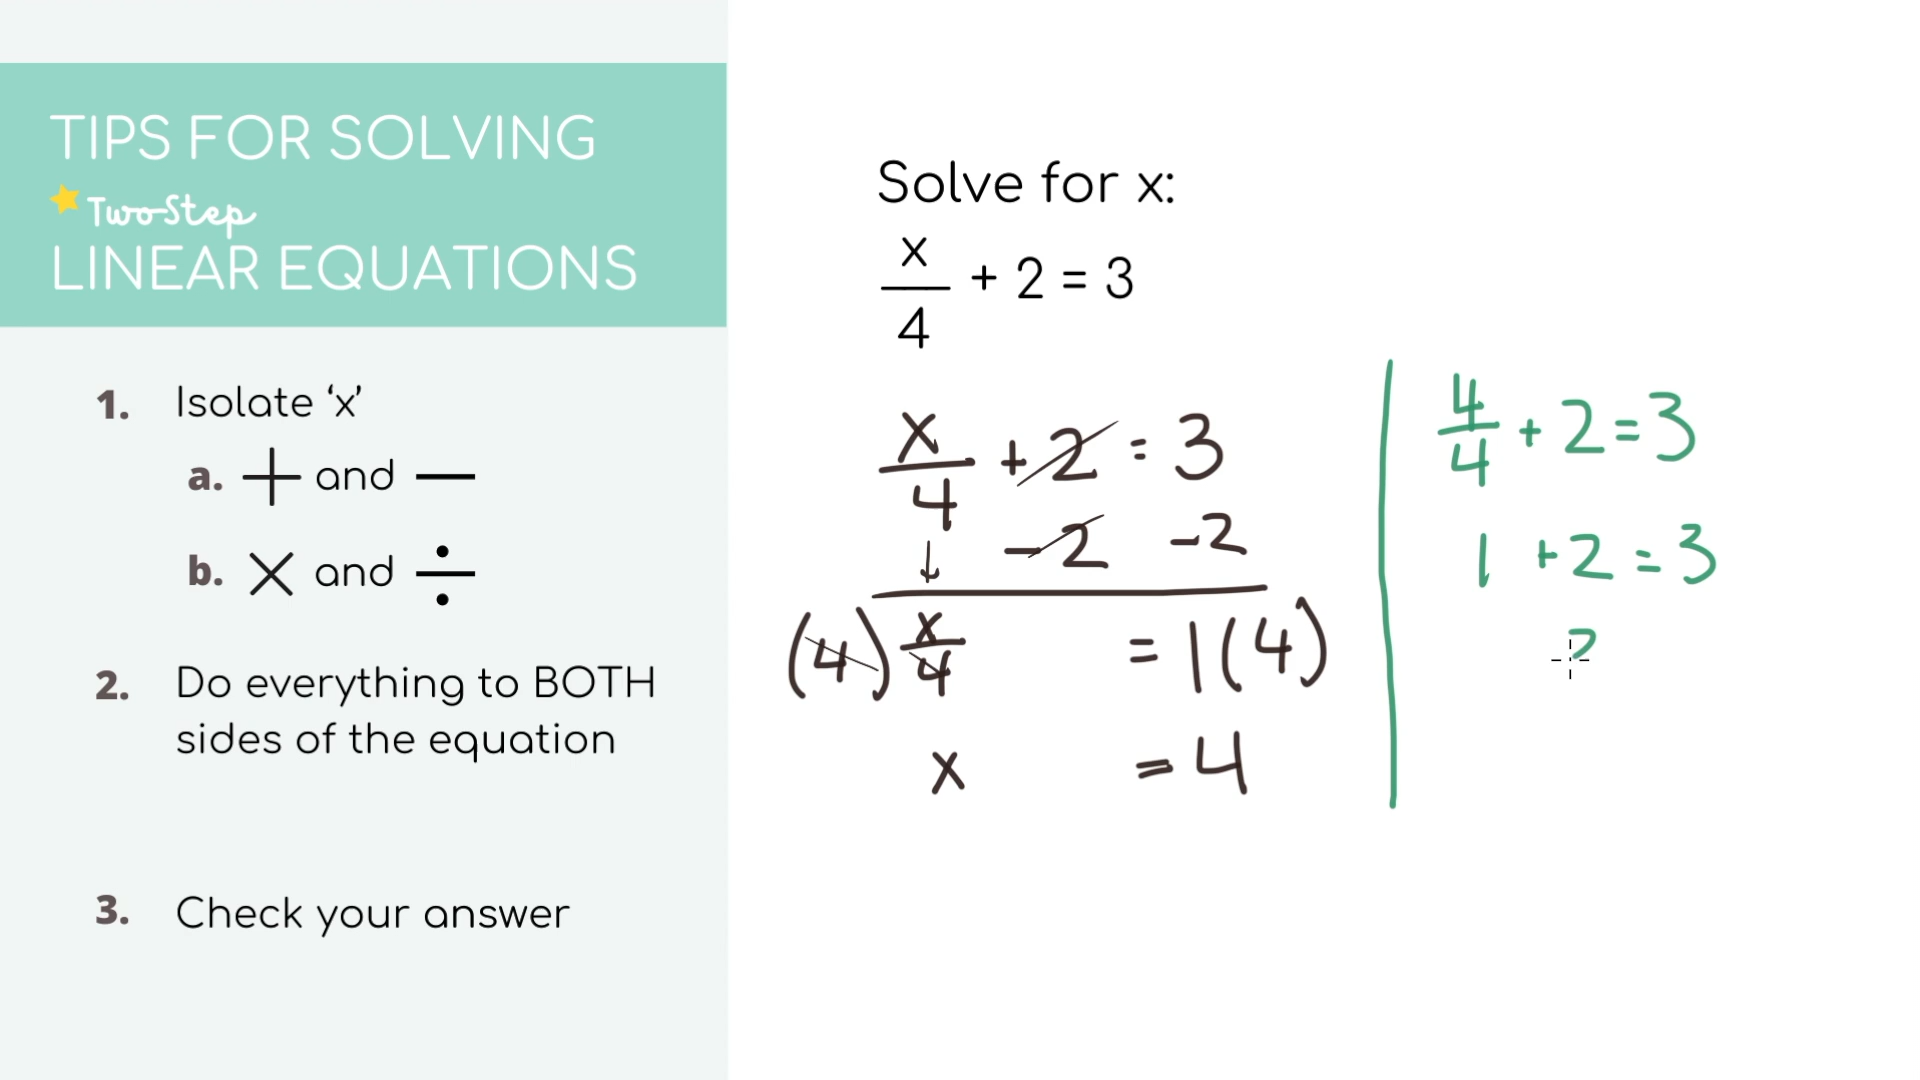 TIPS FOR SOLVING
Two-Step
LINEAR EQUATIONS
1. Isolate ‘x’
a. + and −
b. × and ÷
2. Do everything to BOTH
sides of the equation
3. Check your answer
Solve for x:
x/4 + 2 = 3
x/4 + 2 = 3
↓ -2 -2
(4) x/4 = 1(4)
x = 4
4/4 + 2 = 3
1 + 2 = 3